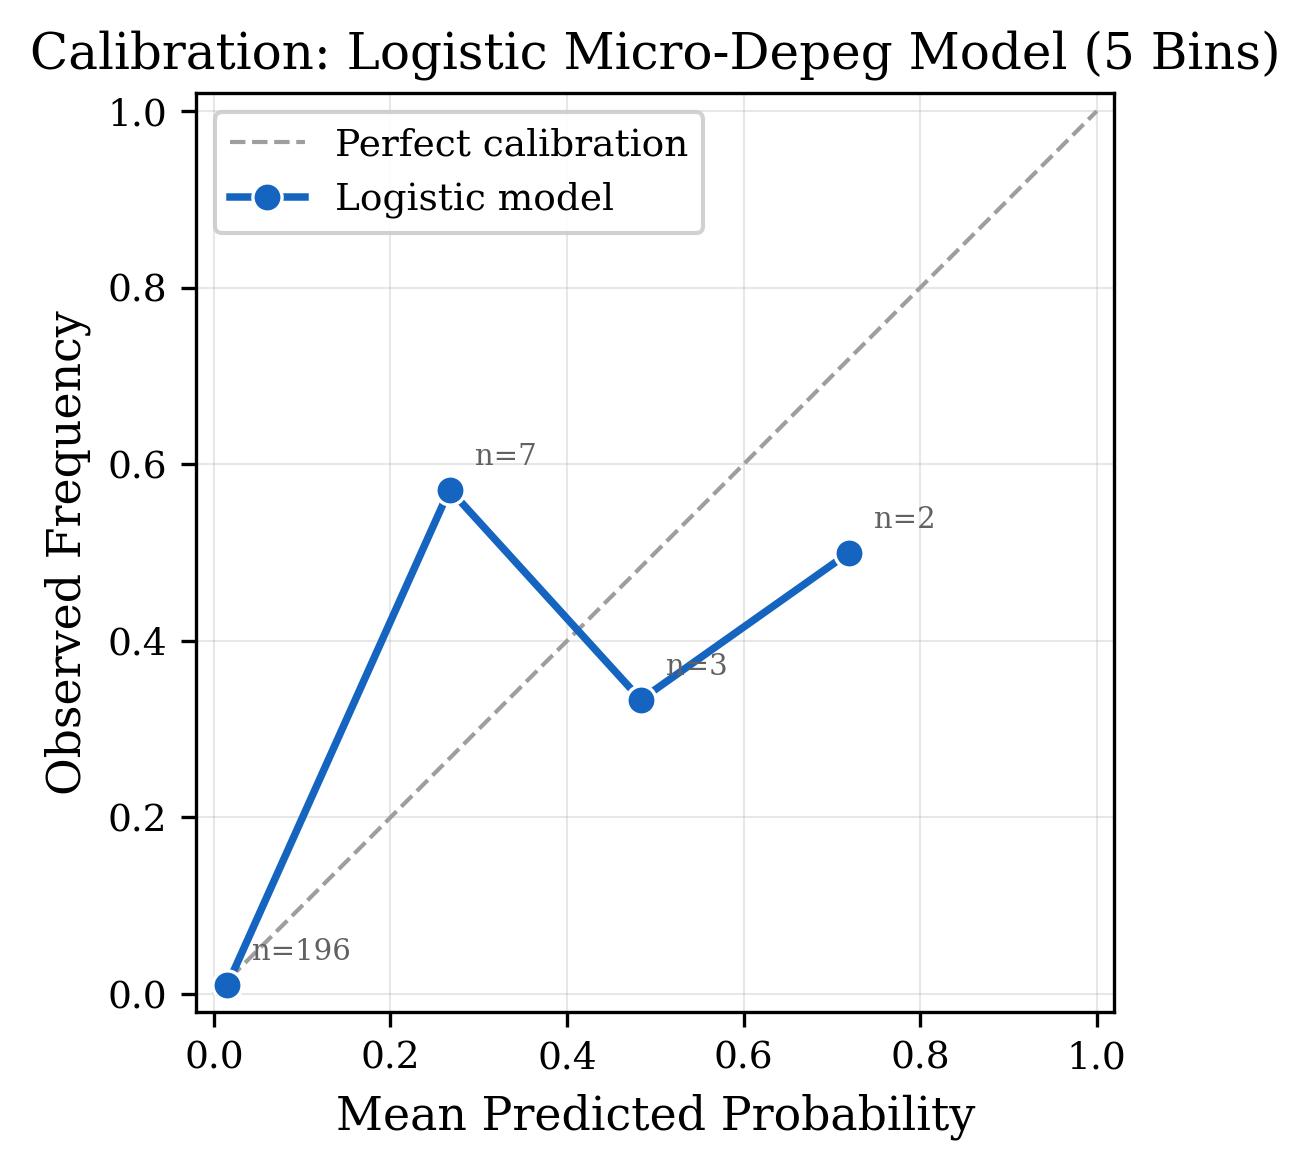 Calibration: Logistic Micro-Depeg Model (5 Bins)
Perfect calibration
Logistic model
Observed Frequency
1.0
0.8
0.6
0.4
0.2
0.0
n=7
n=2
n=3
n=196
0.0 0.2 0.4 0.6 0.8 1.0
Mean Predicted Probability